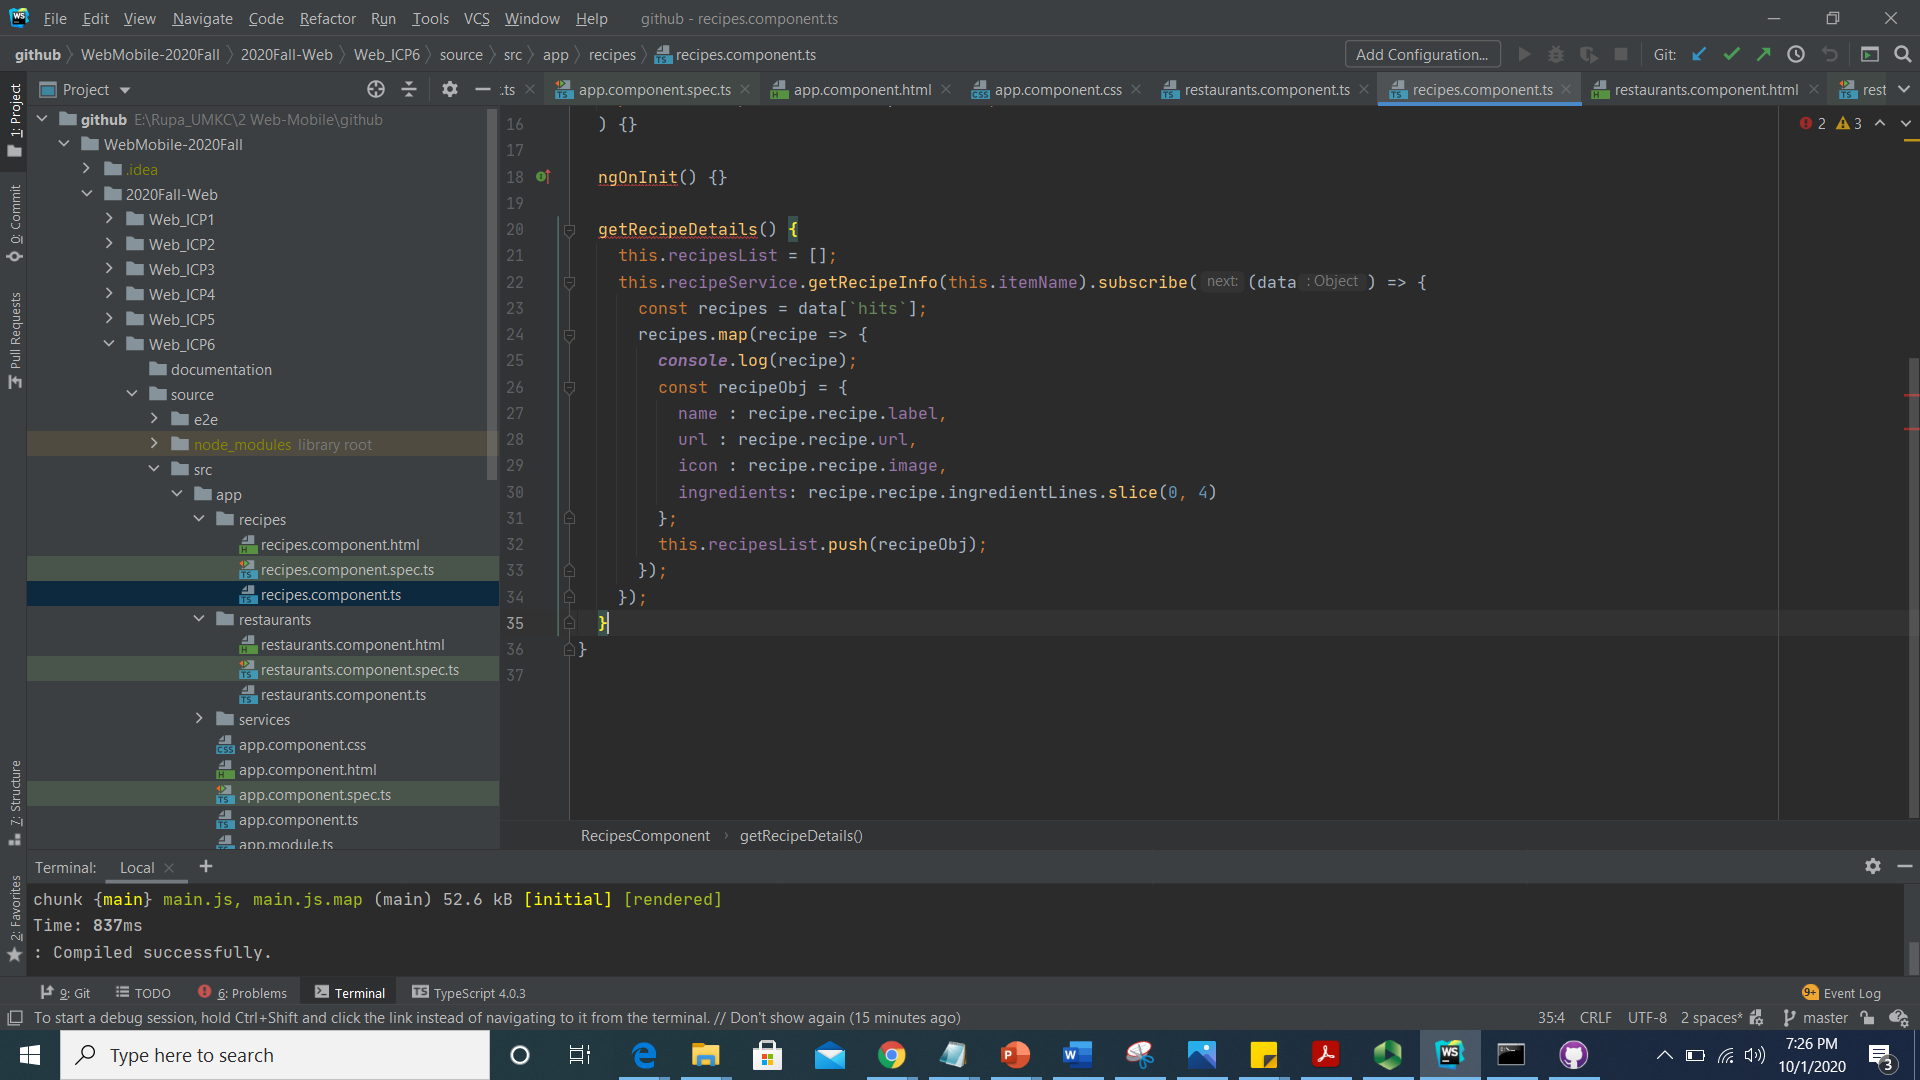 File Edit View Navigate Code Refactor Run Tools VCS Window Help github - recipes.component.ts
github WebMobile-2020Fall 2020Fall-Web Web_ICP6 source src app recipes recipes.component.ts Add Configuration... Git:
Project .ts app.component.spec.ts app.component.html app.component.css restaurants.component.ts recipes.component.ts restaurants.component.html rest
1: Project
0: Commit
Pull Requests
7: Structure
2: Favorites
github E:\Rupa_UMKC\2 Web-Mobile\github
WebMobile-2020Fall
.idea
2020Fall-Web
Web_ICP1
Web_ICP2
Web_ICP3
Web_ICP4
Web_ICP5
Web_ICP6
documentation
source
e2e
node_modules library root
src
app
recipes
recipes.component.html
recipes.component.spec.ts
recipes.component.ts
restaurants
restaurants.component.html
restaurants.component.spec.ts
restaurants.component.ts
services
app.component.css
app.component.html
app.component.spec.ts
app.component.ts
app.module.ts
2 3
16 ) {}
17
18 ngOnInit() {}
19
20 getRecipeDetails() {
21 this.recipesList = [];
22 this.recipeService.getRecipeInfo(this.itemName).subscribe( next: (data : Object ) => {
23 const recipes = data[`hits`];
24 recipes.map(recipe => {
25 console.log(recipe);
26 const recipeObj = {
27 name : recipe.recipe.label,
28 url : recipe.recipe.url,
29 icon : recipe.recipe.image,
30 ingredients: recipe.recipe.ingredientLines.slice(0, 4)
31 };
32 this.recipesList.push(recipeObj);
33 });
34 });
35 }
36 }
37
RecipesComponent getRecipeDetails()
Terminal: Local +
chunk {main} main.js, main.js.map (main) 52.6 kB [initial] [rendered]
Time: 837ms
: Compiled successfully.
9: Git TODO 6: Problems Terminal TypeScript 4.0.3 9+ Event Log
To start a debug session, hold Ctrl+Shift and click the link instead of navigating to it from the terminal. // Don't show again (15 minutes ago) 35:4 CRLF UTF-8 2 spaces* master
Type here to search
7:26 PM
10/1/2020
3